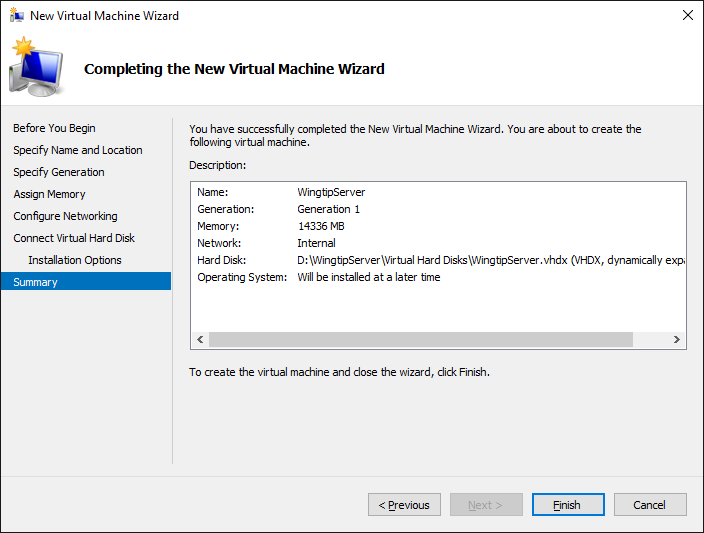 New Virtual Machine Wizard
Completing the New Virtual Machine Wizard
Before You Begin
Specify Name and Location
Specify Generation
Assign Memory
Configure Networking
Connect Virtual Hard Disk
Installation Options
Summary
You have successfully completed the New Virtual Machine Wizard. You are about to create the
following virtual machine.
Description:
Name: WingtipServer
Generation: Generation 1
Memory: 14336 MB
Network: Internal
Hard Disk: D:\WingtipServer\Virtual Hard Disks\WingtipServer.vhdx (VHDX, dynamically expa
Operating System: Will be installed at a later time
To create the virtual machine and close the wizard, click Finish.
< Previous Next > Finish Cancel